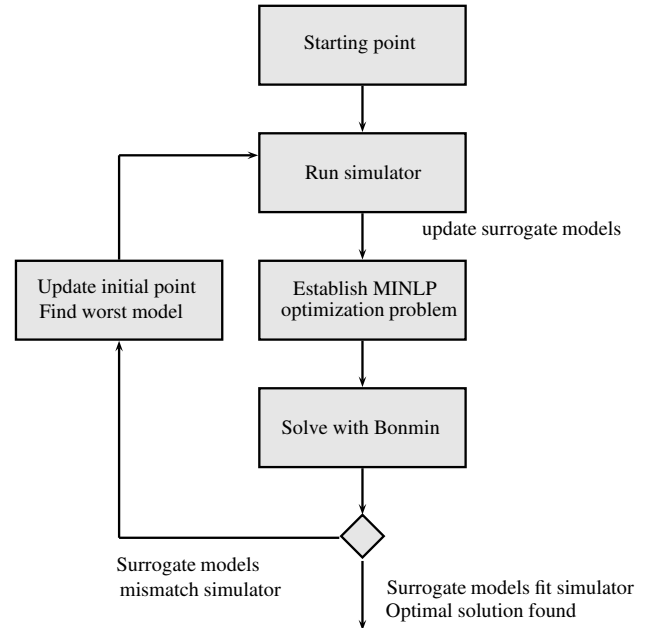 Starting point
Run simulator
update surrogate models
Update initial point
Find worst model
Establish MINLP
optimization problem
Solve with Bonmin
Surrogate models
mismatch simulator
Surrogate models fit simulator
Optimal solution found